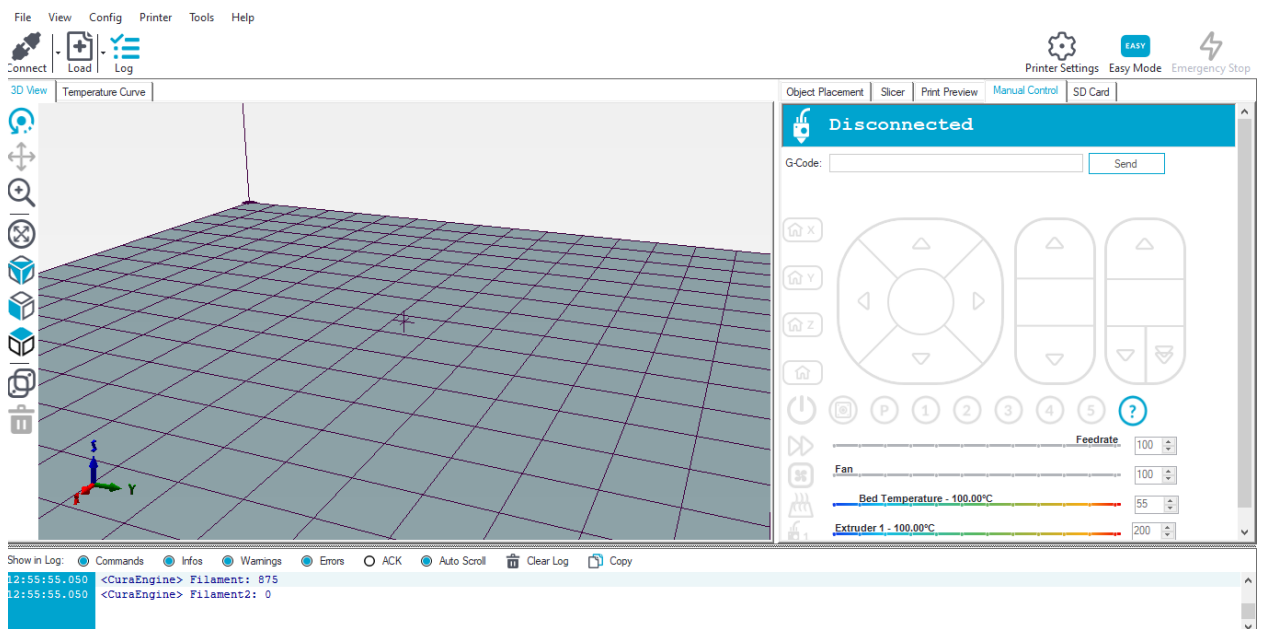 File View Config Printer Tools Help
Connect Load Log
Printer Settings Easy Mode Emergency Stop
EASY
3D View Temperature Curve
Object Placement Slicer Print Preview Manual Control SD Card
Disconnected
G-Code: Send
X
Y
Z
P 1 2 3 4 5 ?
Feedrate 100
Fan 100
Bed Temperature - 100.00°C 55
Extruder 1 - 100.00°C 200
1
Y
Show in Log: Commands Infos Warnings Errors ACK Auto Scroll Clear Log Copy
12:55:55.050 <CuraEngine> Filament: 875
12:55:55.050 <CuraEngine> Filament2: 0